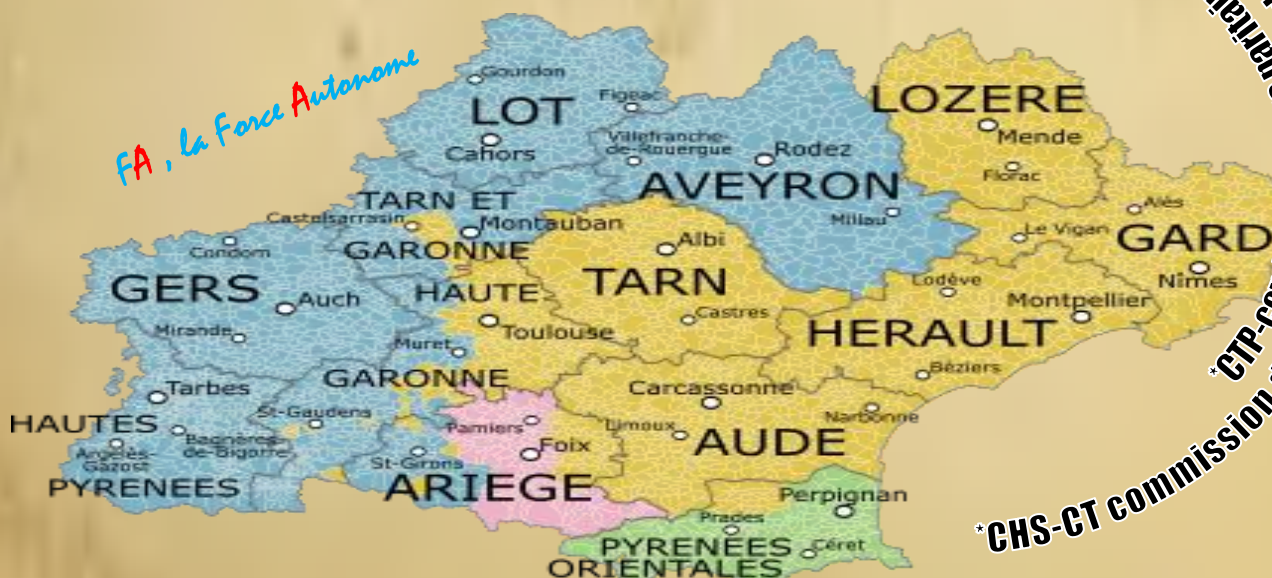 FA , la Force Autonome
Gourdon
LOT
Figeac
Cahors
Villefranche-
de-Rouergue
Rodez
AVEYRON
Millau
LOZERE
Mende
Florac
Alès
Le Vigan
GARD
Nîmes
TARN ET
GARONNE
Castelsarrasin
Montauban
Condom
GERS
Auch
Mirande
HAUTE
GARONNE
Toulouse
Muret
St-Gaudens
Albi
TARN
Castres
Lodève
Montpellier
HERAULT
Béziers
Tarbes
HAUTES
PYRENEES
Argelès-
Gazost
Bagnères-
de-Bigorre
Pamiers
Foix
St-Girons
ARIEGE
Carcassonne
Limoux
Narbonne
AUDE
Perpignan
Prades
Céret
PYRENEES
ORIENTALES
*CTP-co
*CHS-CT commission